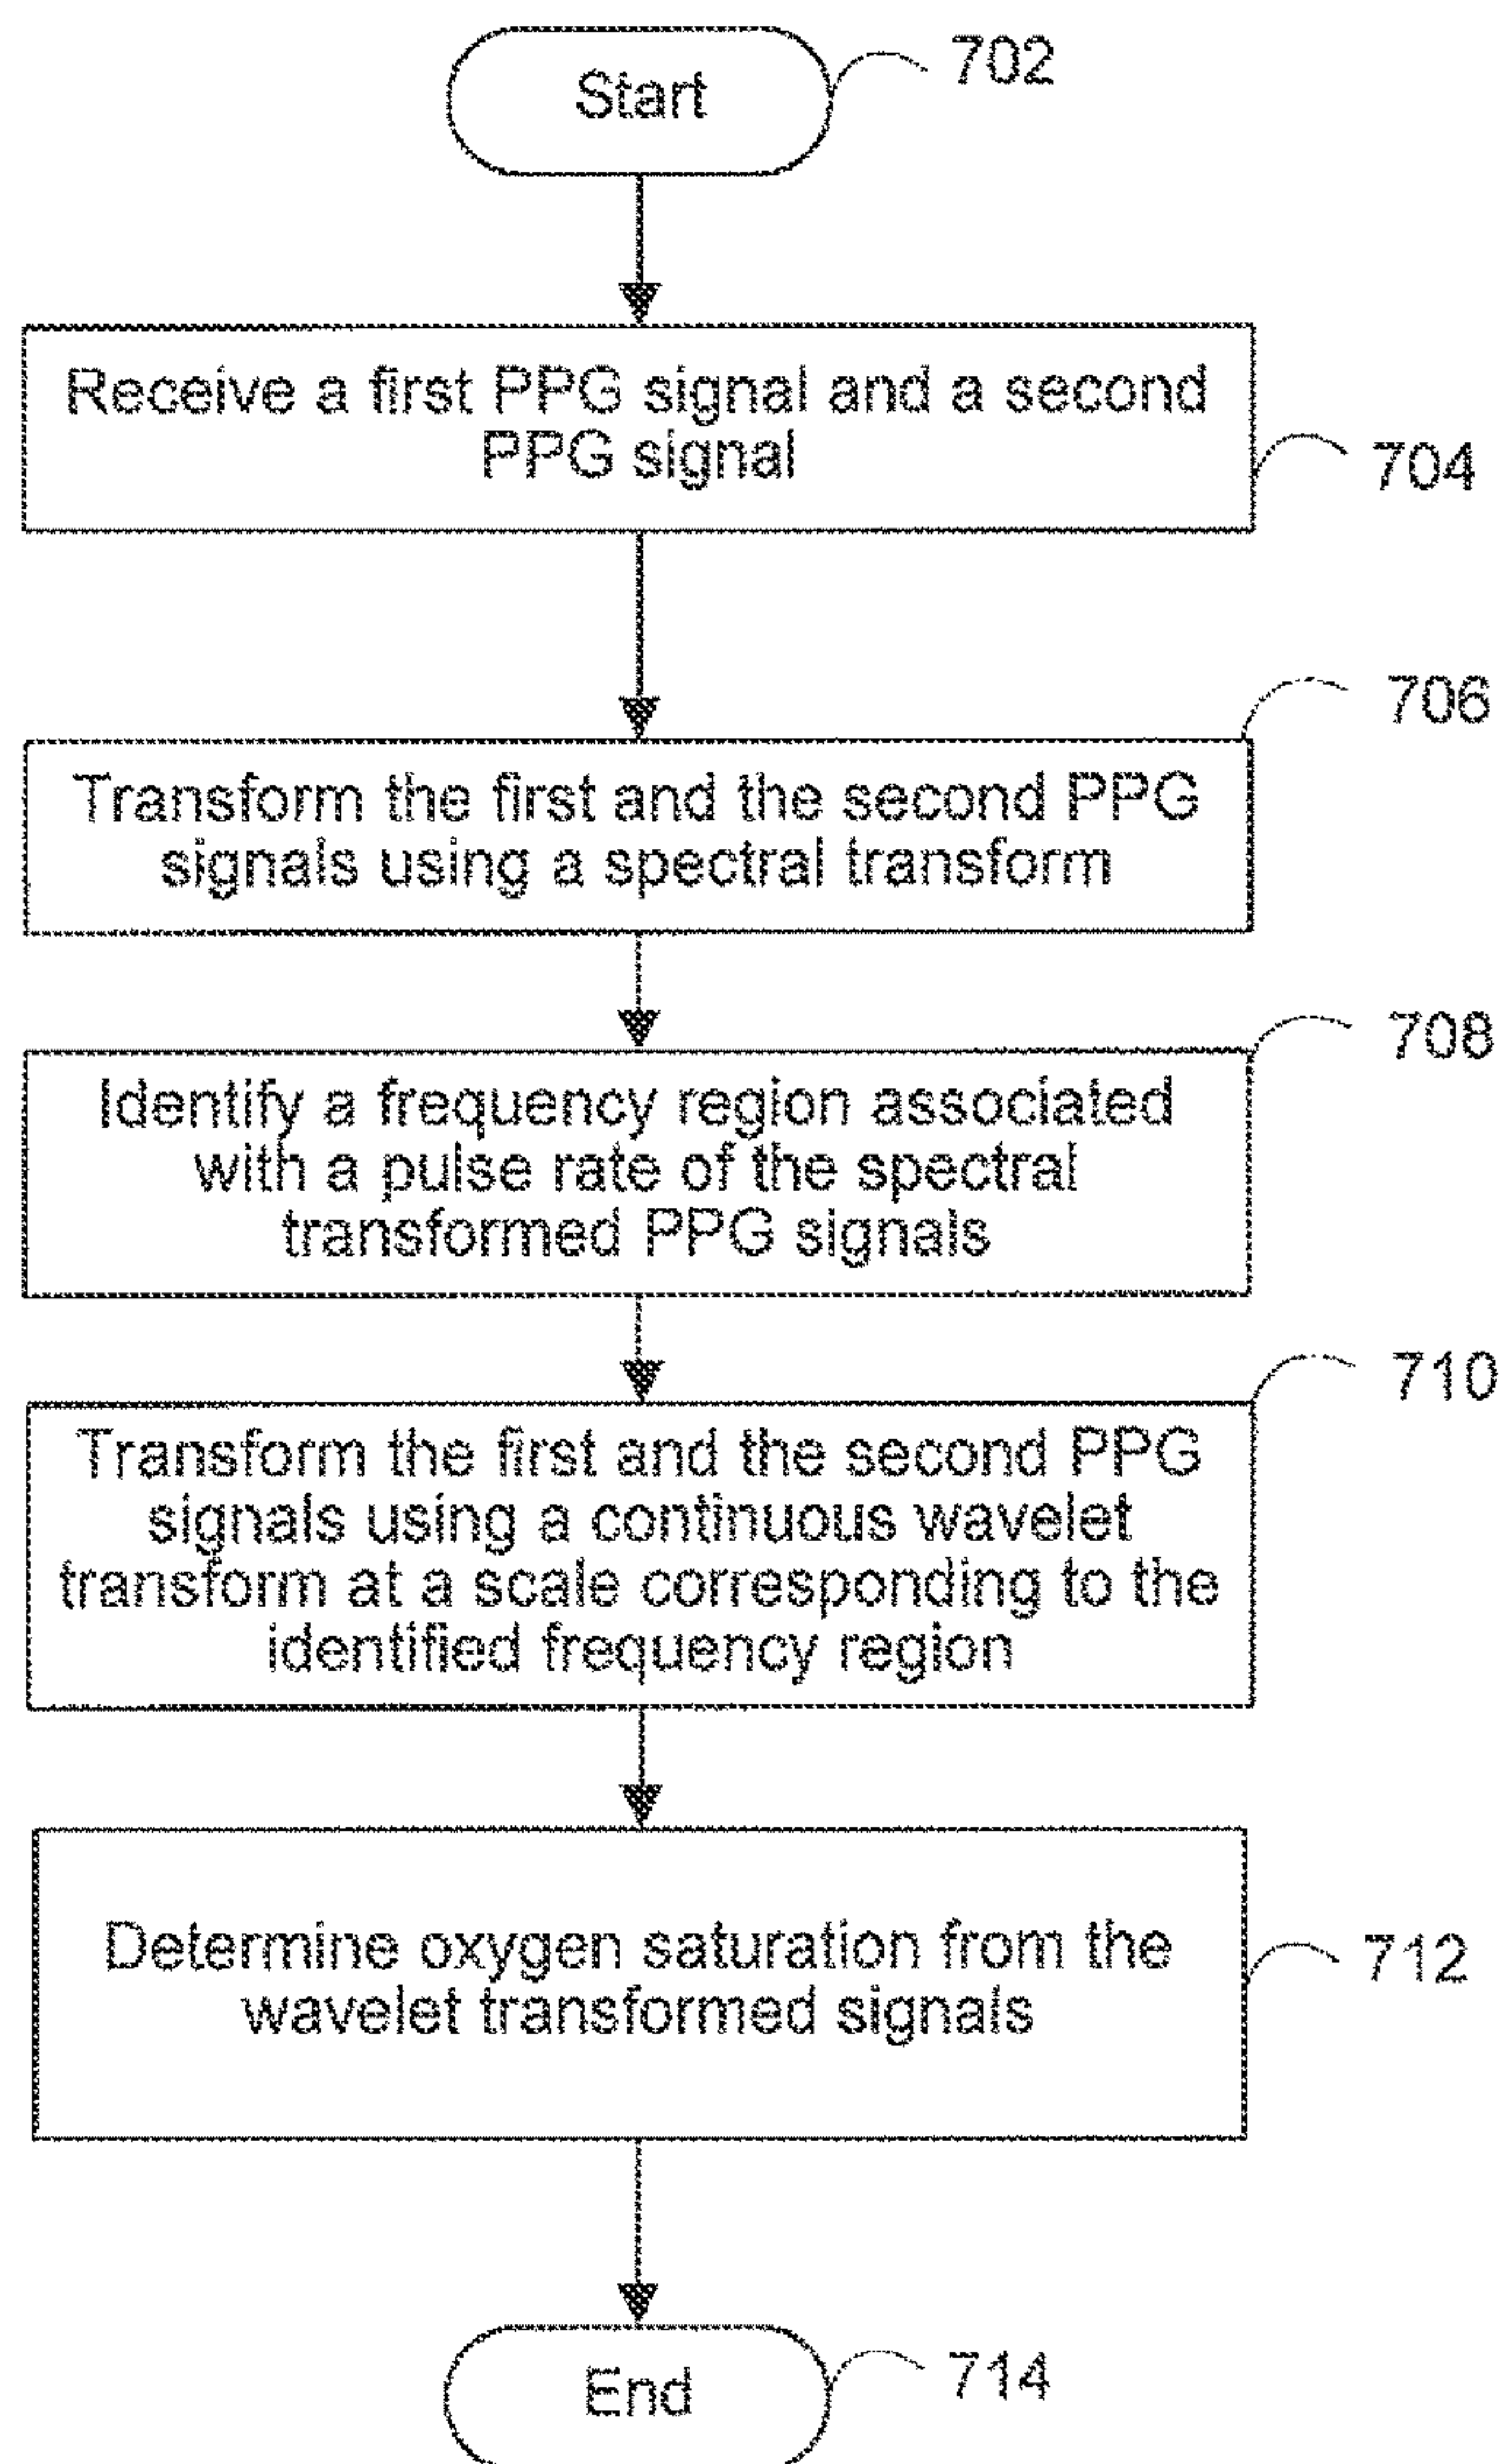 Start
702
Receive a first PPG signal and a second
PPG signal
704
706
Transform the first and the second PPG
signals using a spectral transform
708
Identify a frequency region associated
with a pulse rate of the spectral
transformed PPG signals
710
Transform the first and the second PPG
signals using a continuous wavelet
transform at a scale corresponding to the
identified frequency region
Determine oxygen saturation from the
wavelet transformed signals
712
End
714